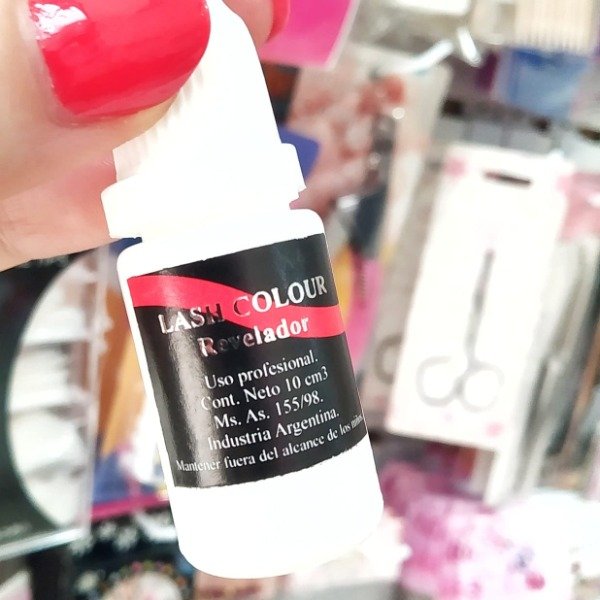 LASH COLOUR
Revelador
Uso profesional.
Cont. Neto 10 cm3
Ms. As. 155/98.
Industria Argentina.
Mantener fuera del alcance de los niños.